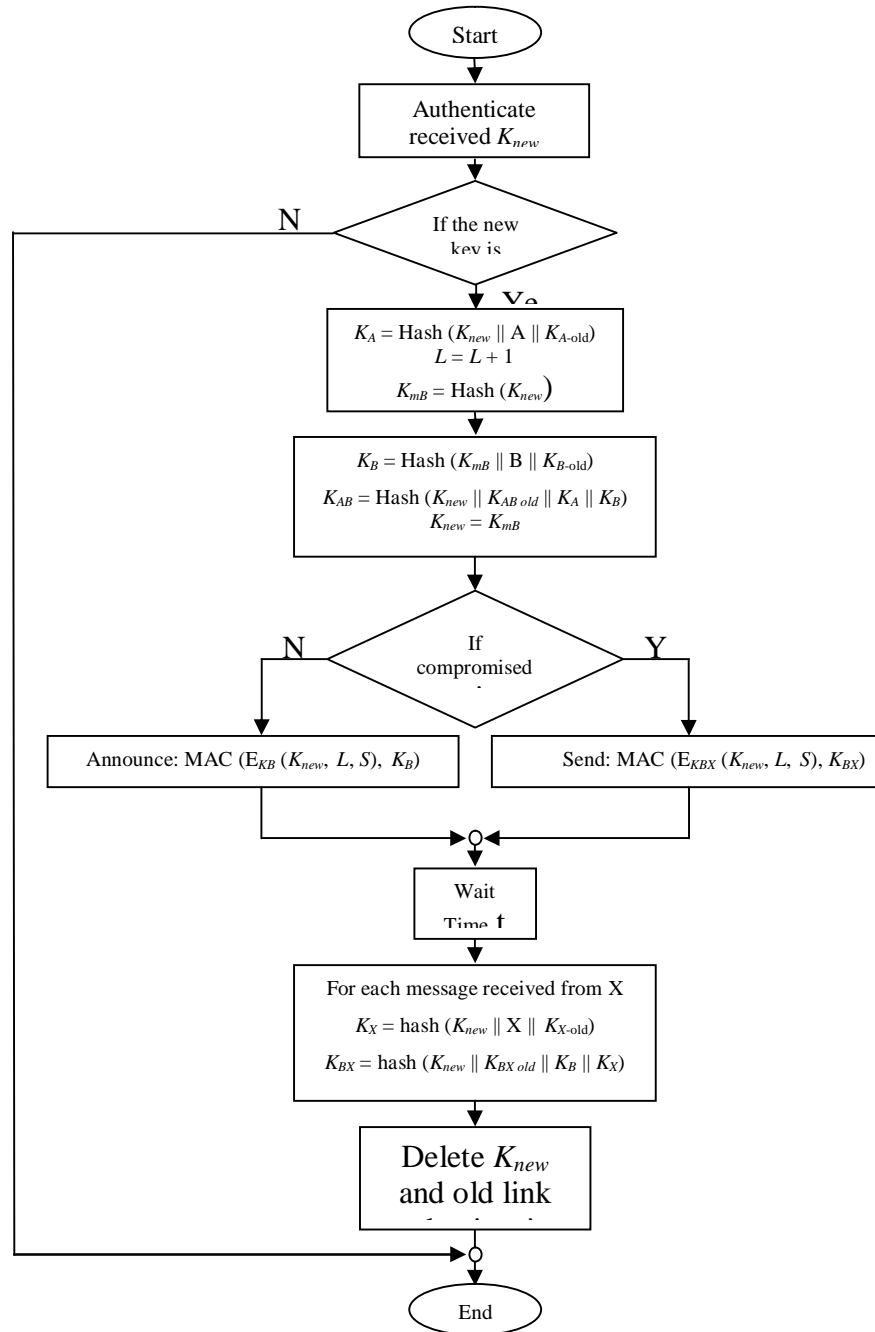 Start
Authenticate
received K_new
N
If the new
key is
K_A = Hash (K_new || A || K_A-old)
L = L + 1
K_mB = Hash (K_new)
K_B = Hash (K_mB || B || K_B-old)
K_AB = Hash (K_new || K_AB old || K_A || K_B)
K_new = K_mB
N
If
compromised
Y
Announce: MAC (E_KB (K_new, L, S), K_B)
Send: MAC (E_KBX (K_new, L, S), K_BX)
Wait
Time t
For each message received from X
K_X = hash (K_new || X || K_X-old)
K_BX = hash (K_new || K_BX old || K_B || K_X)
Delete K_new
and old link
End